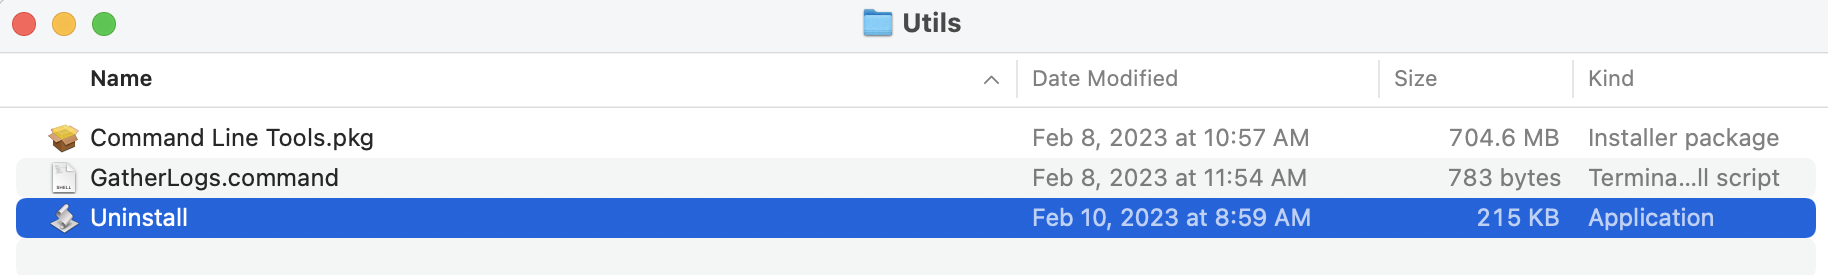 Utils
Name Date Modified Size Kind
Command Line Tools.pkg Feb 8, 2023 at 10:57 AM 704.6 MB Installer package
GatherLogs.command Feb 8, 2023 at 11:54 AM 783 bytes Termina...ll script
Uninstall Feb 10, 2023 at 8:59 AM 215 KB Application